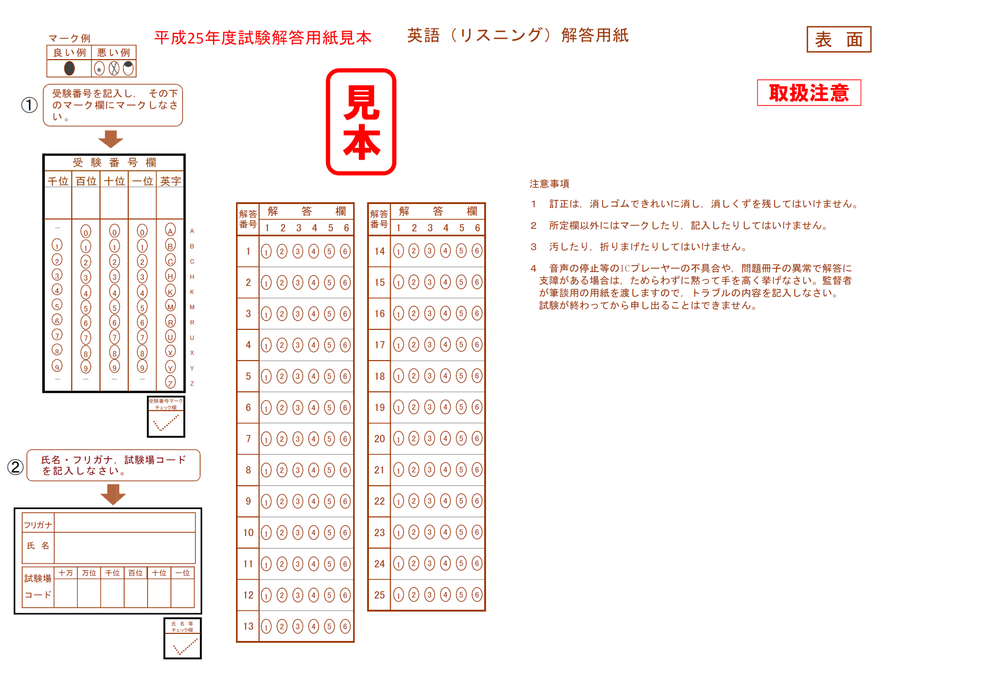 平成25年度試験解答用紙見本
英語（リスニング）解答用紙
表 面
取扱注意
見本
マーク例
良い例 悪い例
①
受験番号を記入し， その下
のマーク欄にマークしなさ
い。
受 験 番 号 欄
千位 百位 十位 一位 英字
－ 0 0 0 A A
1 1 1 1 B B
2 2 2 2 C C
3 3 3 3 H H
4 4 4 4 K K
5 5 5 5 M M
6 6 6 6 R R
7 7 7 7 U U
8 8 8 8 X X
9 9 9 9 Y Y
－ － － － Z Z
受験番号マーク
チェック欄
②
氏名・フリガナ，試験場コード
を記入しなさい。
フリガナ
氏 名
試験場
コード
十万 万位 千位 百位 十位 一位
氏 名 等
チェック欄
解答
番号
解 答 欄
1 2 3 4 5 6
1 ① ② ③ ④ ⑤ ⑥
2 ① ② ③ ④ ⑤ ⑥
3 ① ② ③ ④ ⑤ ⑥
4 ① ② ③ ④ ⑤ ⑥
5 ① ② ③ ④ ⑤ ⑥
6 ① ② ③ ④ ⑤ ⑥
7 ① ② ③ ④ ⑤ ⑥
8 ① ② ③ ④ ⑤ ⑥
9 ① ② ③ ④ ⑤ ⑥
10 ① ② ③ ④ ⑤ ⑥
11 ① ② ③ ④ ⑤ ⑥
12 ① ② ③ ④ ⑤ ⑥
13 ① ② ③ ④ ⑤ ⑥
解答
番号
解 答 欄
1 2 3 4 5 6
14 ① ② ③ ④ ⑤ ⑥
15 ① ② ③ ④ ⑤ ⑥
16 ① ② ③ ④ ⑤ ⑥
17 ① ② ③ ④ ⑤ ⑥
18 ① ② ③ ④ ⑤ ⑥
19 ① ② ③ ④ ⑤ ⑥
20 ① ② ③ ④ ⑤ ⑥
21 ① ② ③ ④ ⑤ ⑥
22 ① ② ③ ④ ⑤ ⑥
23 ① ② ③ ④ ⑤ ⑥
24 ① ② ③ ④ ⑤ ⑥
25 ① ② ③ ④ ⑤ ⑥
注意事項
1 訂正は，消しゴムできれいに消し，消しくずを残してはいけません。
2 所定欄以外にはマークしたり，記入したりしてはいけません。
3 汚したり，折りまげたりしてはいけません。
4 音声の停止等のICプレーヤーの不具合や，問題冊子の異常で解答に
支障がある場合は，ためらわずに黙って手を高く挙げなさい。監督者
が筆談用の用紙を渡しますので，トラブルの内容を記入しなさい。
試験が終わってから申し出ることはできません。